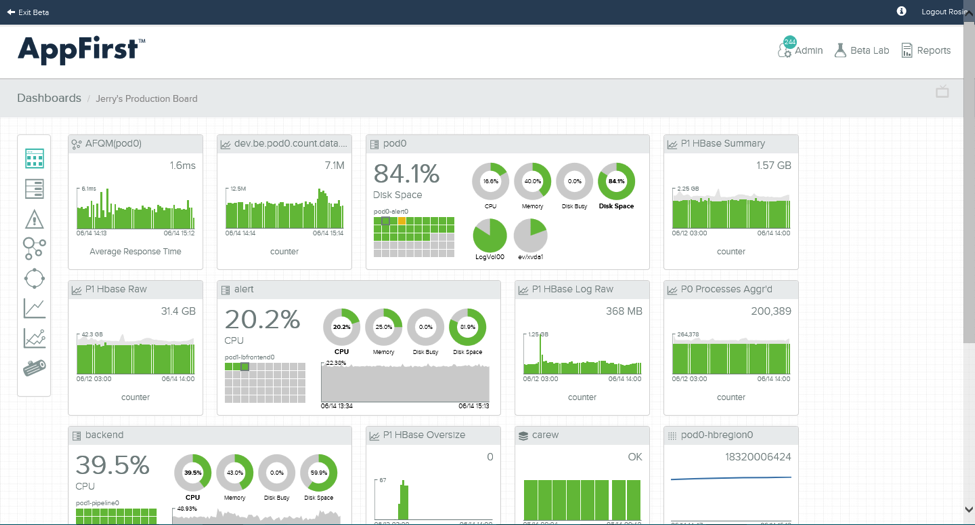 Exit Beta
Logout Rosie
AppFirst™
244
Admin
Beta Lab
Reports
Dashboards / Jerry's Production Board
AFQM(pod0)
1.6ms
6.1ms
06/14 14:13 06/14 15:12
Average Response Time
dev.be.pod0.count.data...
7.1M
12.5M
06/14 14:14 06/14 15:14
counter
pod0
84.1%
Disk Space
pod0-alert0
16.6%
CPU
40.0%
Memory
0.0%
Disk Busy
84.1%
Disk Space
LogVol00
ev/xvda1
P1 HBase Summary
1.57 GB
2.25 GB
06/12 03:00 06/14 14:00
counter
P1 Hbase Raw
31.4 GB
42.3 GB
06/12 03:00 06/14 14:00
counter
alert
20.2%
CPU
pod1-lbfrontend0
20.2%
CPU
25.0%
Memory
0.0%
Disk Busy
81.9%
Disk Space
22.38%
06/14 13:34 06/14 15:13
P1 HBase Log Raw
368 MB
1.25 GB
06/12 03:00 06/14 14:00
counter
P0 Processes Aggr'd
200,389
264,378
06/12 03:00 06/14 14:00
counter
backend
39.5%
CPU
pod1-pipeline0
39.5%
CPU
43.0%
Memory
0.0%
Disk Busy
59.9%
Disk Space
48.93%
P1 HBase Oversize
0
67
carew
OK
pod0-hbregion0
18320006424